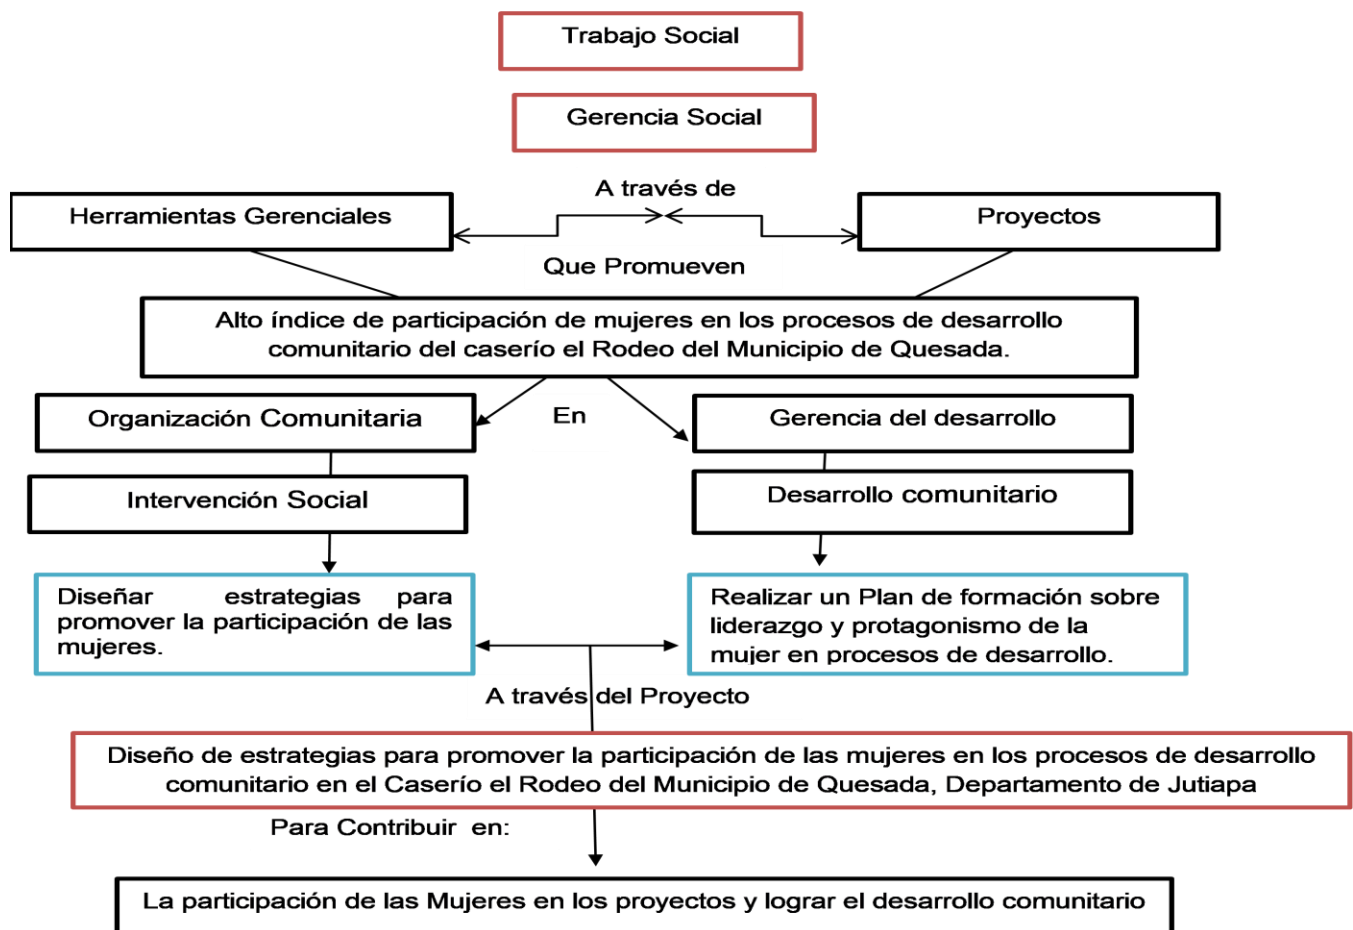 Trabajo Social
Gerencia Social
A través de
Herramientas Gerenciales
Proyectos
Que Promueven
Alto índice de participación de mujeres en los procesos de desarrollo
comunitario del caserío el Rodeo del Municipio de Quesada.
Organización Comunitaria
En
Gerencia del desarrollo
Intervención Social
Desarrollo comunitario
Diseñar estrategias para
promover la participación de las
mujeres.
Realizar un Plan de formación sobre
liderazgo y protagonismo de la
mujer en procesos de desarrollo.
A través del Proyecto
Diseño de estrategias para promover la participación de las mujeres en los procesos de desarrollo
comunitario en el Caserío el Rodeo del Municipio de Quesada, Departamento de Jutiapa
Para Contribuir en:
La participación de las Mujeres en los proyectos y lograr el desarrollo comunitario